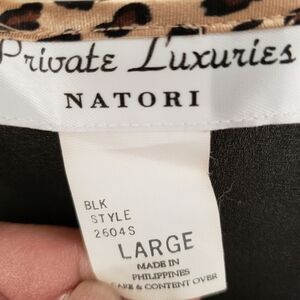 Private Luxuries
NATORI
BLK
STYLE
2604S
LARGE
MADE IN
PHILIPPINES
CARE & CONTENT OVER